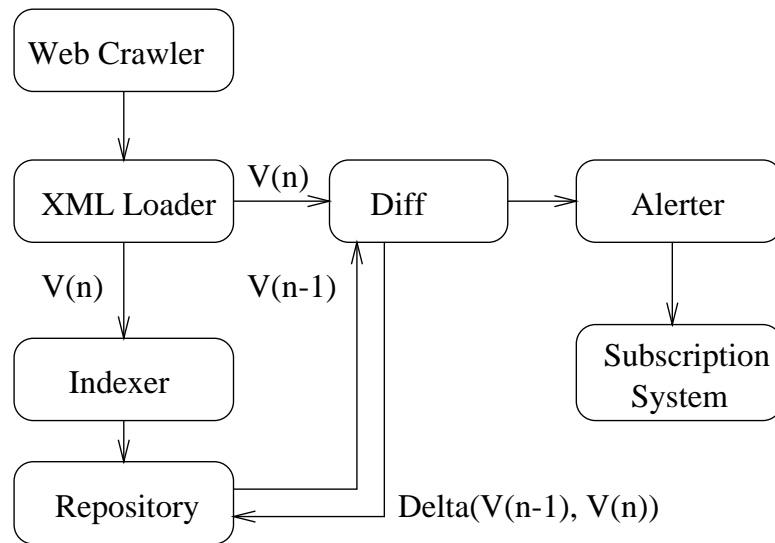 Web Crawler
V(n)
XML Loader
Diff
Alerter
V(n)
V(n-1)
Subscription
System
Indexer
Repository
Delta(V(n-1), V(n))